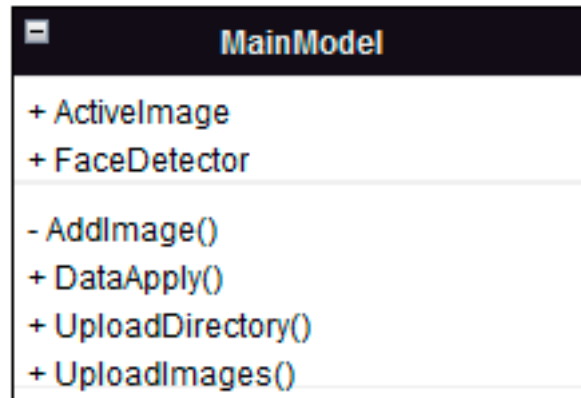 MainModel
+ ActiveImage
+ FaceDetector
- AddImage()
+ DataApply()
+ UploadDirectory()
+ UploadImages()